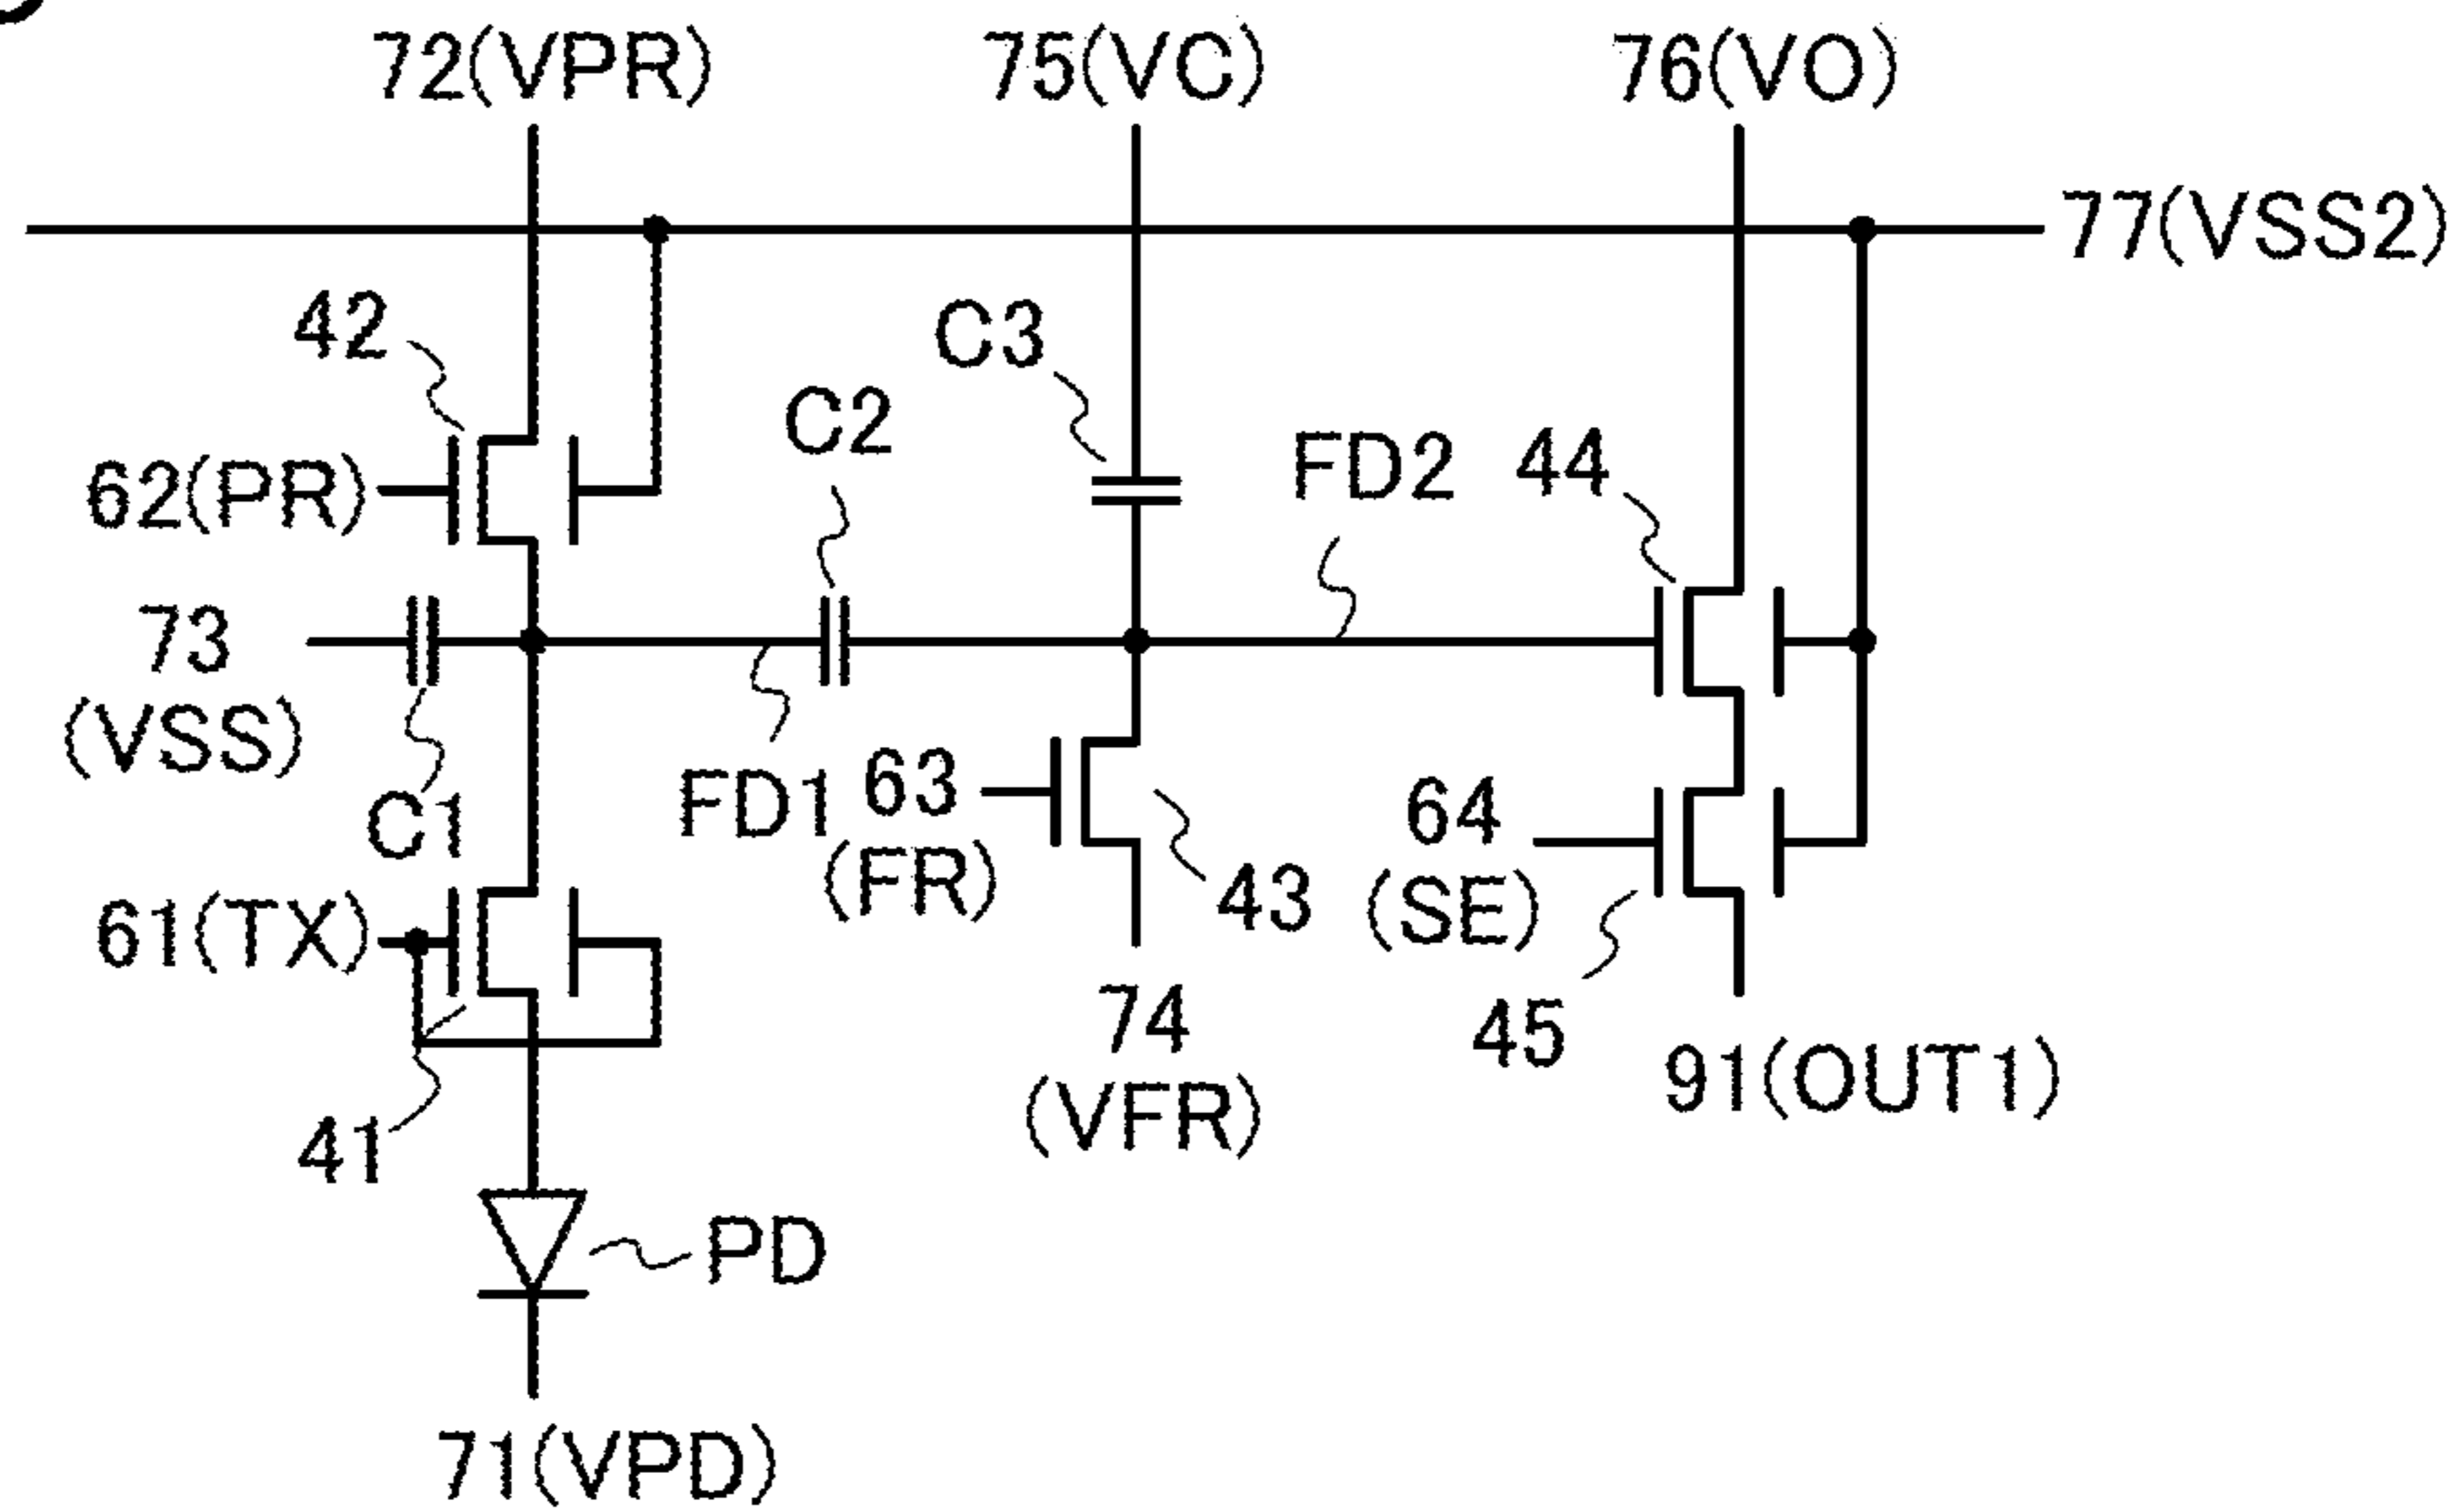 72(VPR)
75(VC)
76(VO)
77(VSS2)
42
C3
C2
FD2
44
62(PR)
73
(VSS)
C1
FD1
63
(FR)
43
64
(SE)
61(TX)
74
(VFR)
45
91(OUT1)
41
PD
71(VPD)